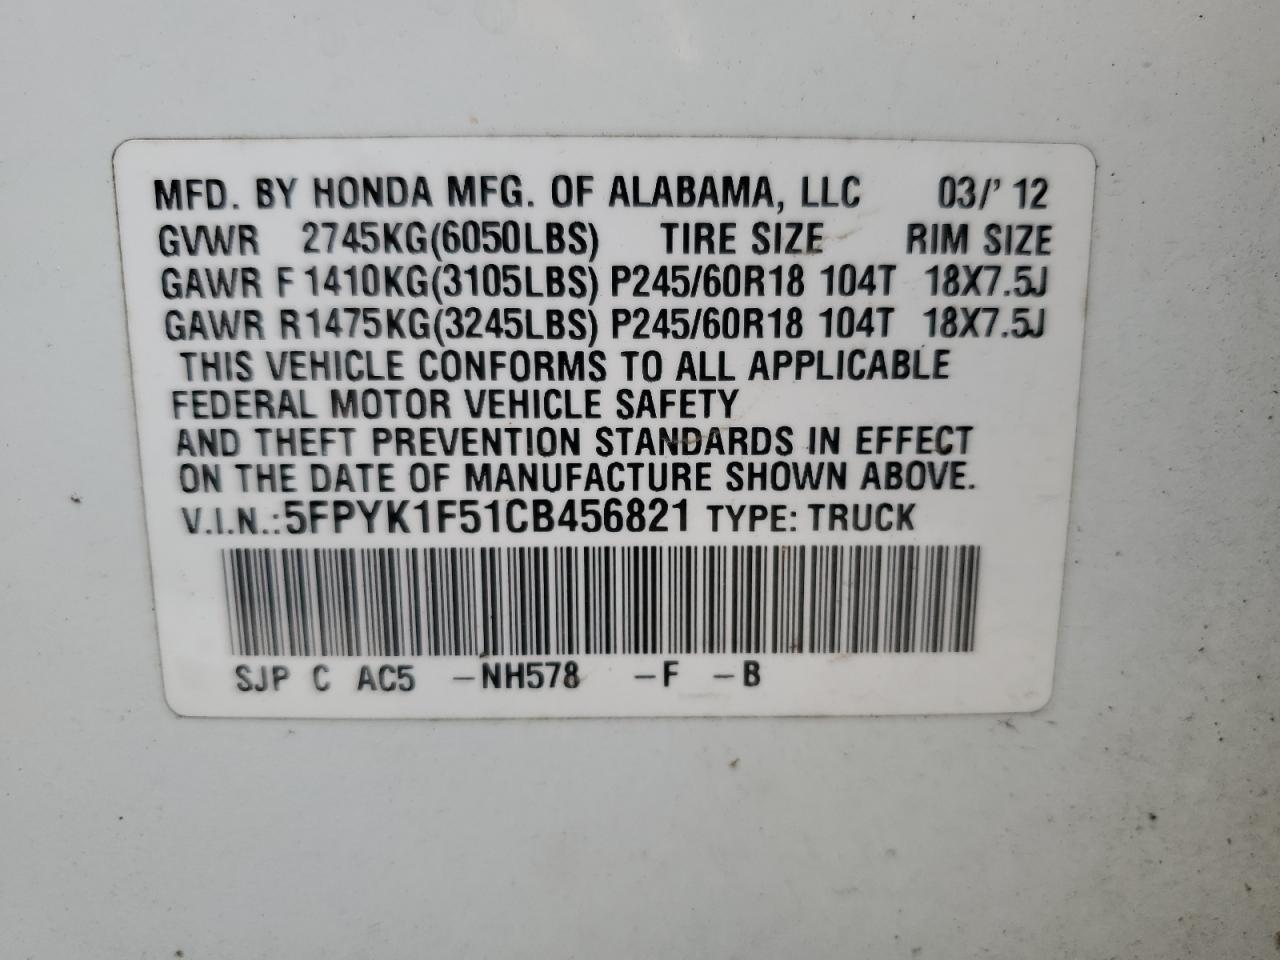 MFD. BY HONDA MFG. OF ALABAMA, LLC 03/' 12
GVWR 2745KG(6050LBS) TIRE SIZE RIM SIZE
GAWR F 1410KG(3105LBS) P245/60R18 104T 18X7.5J
GAWR R1475KG(3245LBS) P245/60R18 104T 18X7.5J
THIS VEHICLE CONFORMS TO ALL APPLICABLE
FEDERAL MOTOR VEHICLE SAFETY
AND THEFT PREVENTION STANDARDS IN EFFECT
ON THE DATE OF MANUFACTURE SHOWN ABOVE.
V.I.N.:5FPYK1F51CB456821 TYPE: TRUCK
SJP C AC5 -NH578 -F -B